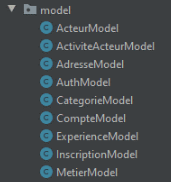 model
ActeurModel
ActiviteActeurModel
AdresseModel
AuthModel
CategorieModel
CompteModel
ExperienceModel
InscriptionModel
MetierModel